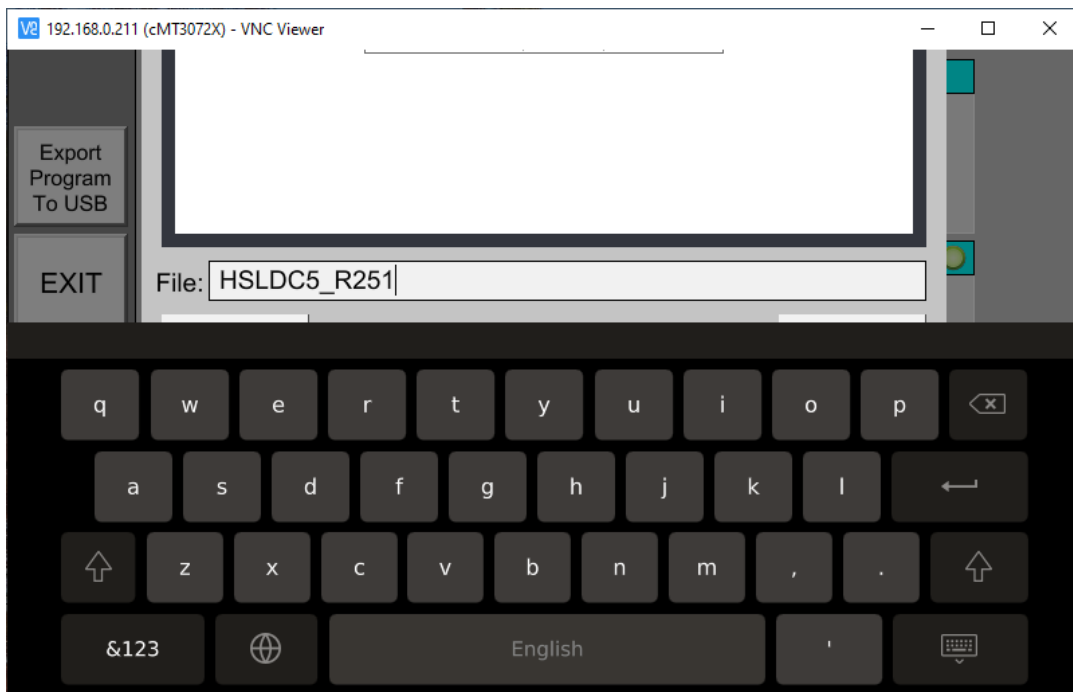 192.168.0.211 (cMT3072X) - VNC Viewer
Export
Program
To USB
EXIT
File: HSLDC5_R251
q w e r t y u i o p
a s d f g h j k l
z x c v b n m , .
&123 English '